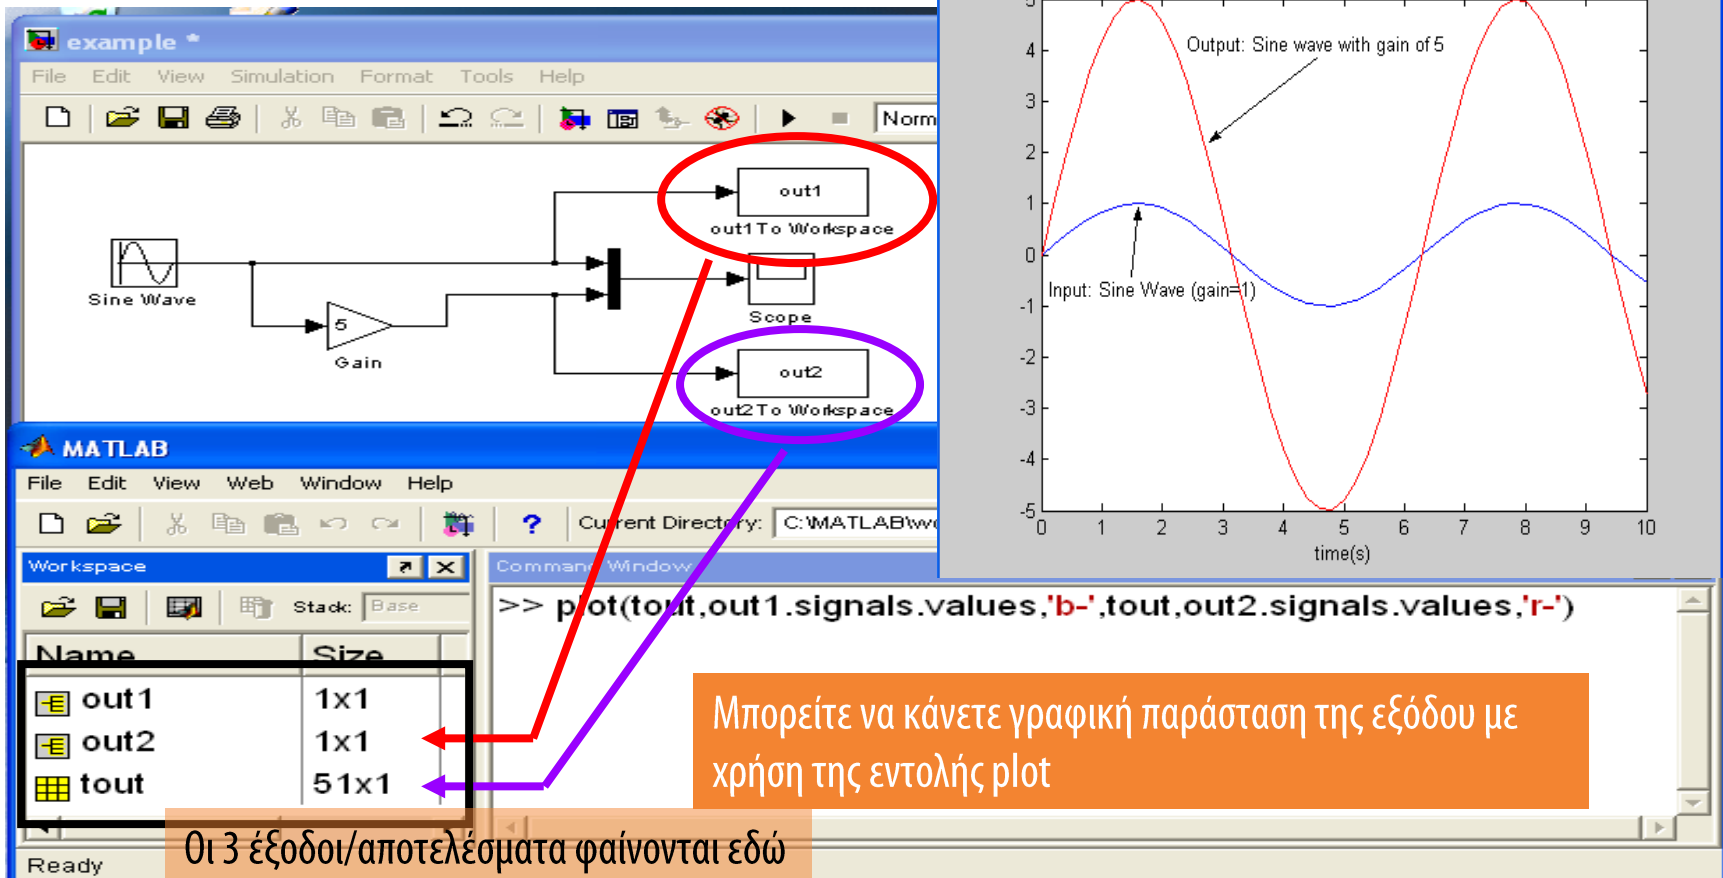 example *
File Edit View Simulation Format Tools Help
Norm
out1
out1To Workspace
Sine Wave
5
Gain
Scope
out2
out2To Workspace
5
4
3
2
1
0
-1
-2
-3
-4
-5
Output: Sine wave with gain of 5
Input: Sine Wave (gain=1)
0 1 2 3 4 5 6 7 8 9 10
time(s)
MATLAB
File Edit View Web Window Help
? Current Directory: C:\MATLAB\wo
Workspace
Stack: Base
Name Size
out1 1x1
out2 1x1
tout 51x1
Command Window
>> plot(tout,out1.signals.values,'b-',tout,out2.signals.values,'r-')
Μπορείτε να κάνετε γραφική παράσταση της εξόδου με
χρήση της εντολής plot
Οι 3 έξοδοι/αποτελέσματα φαίνονται εδώ
Ready